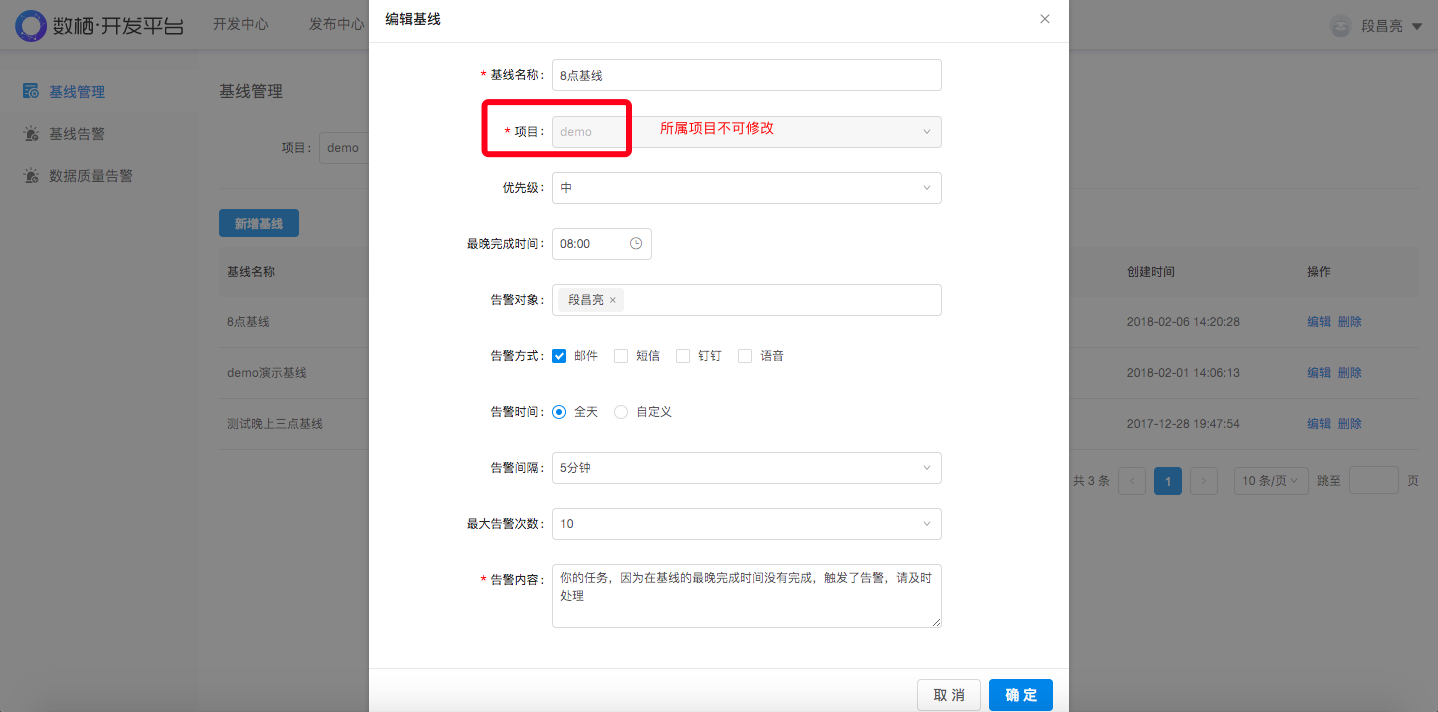 数栖·开发平台
开发中心
发布中心
段昌亮
基线管理
基线告警
数据质量告警
基线管理
项目：
demo
新增基线
基线名称
创建时间
操作
8点基线
2018-02-06 14:20:28
编辑 删除
demo演示基线
2018-02-01 14:06:13
编辑 删除
测试晚上三点基线
2017-12-28 19:47:54
编辑 删除
共 3 条
1
10 条/页
跳至
页
编辑基线
* 基线名称：
8点基线
* 项目：
demo
所属项目不可修改
优先级：
中
最晚完成时间：
08:00
告警对象：
段昌亮
告警方式：
邮件
短信
钉钉
语音
告警时间：
全天
自定义
告警间隔：
5分钟
最大告警次数：
10
* 告警内容：
你的任务，因为在基线的最晚完成时间没有完成，触发了告警，请及时
处理
取 消
确 定